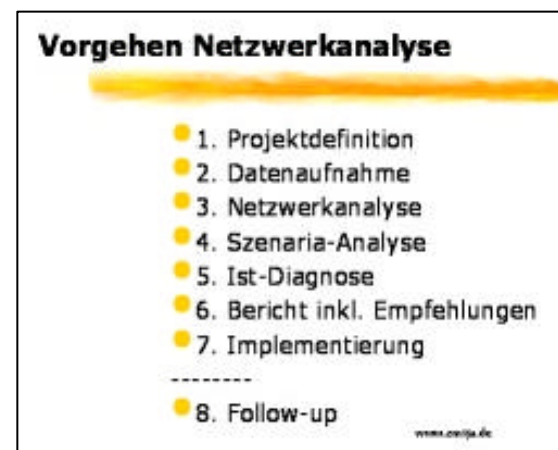 Vorgehen Netzwerkanalyse
1. Projektdefinition
2. Datenaufnahme
3. Netzwerkanalyse
4. Szenaria-Analyse
5. Ist-Diagnose
6. Bericht inkl. Empfehlungen
7. Implementierung
--------
8. Follow-up